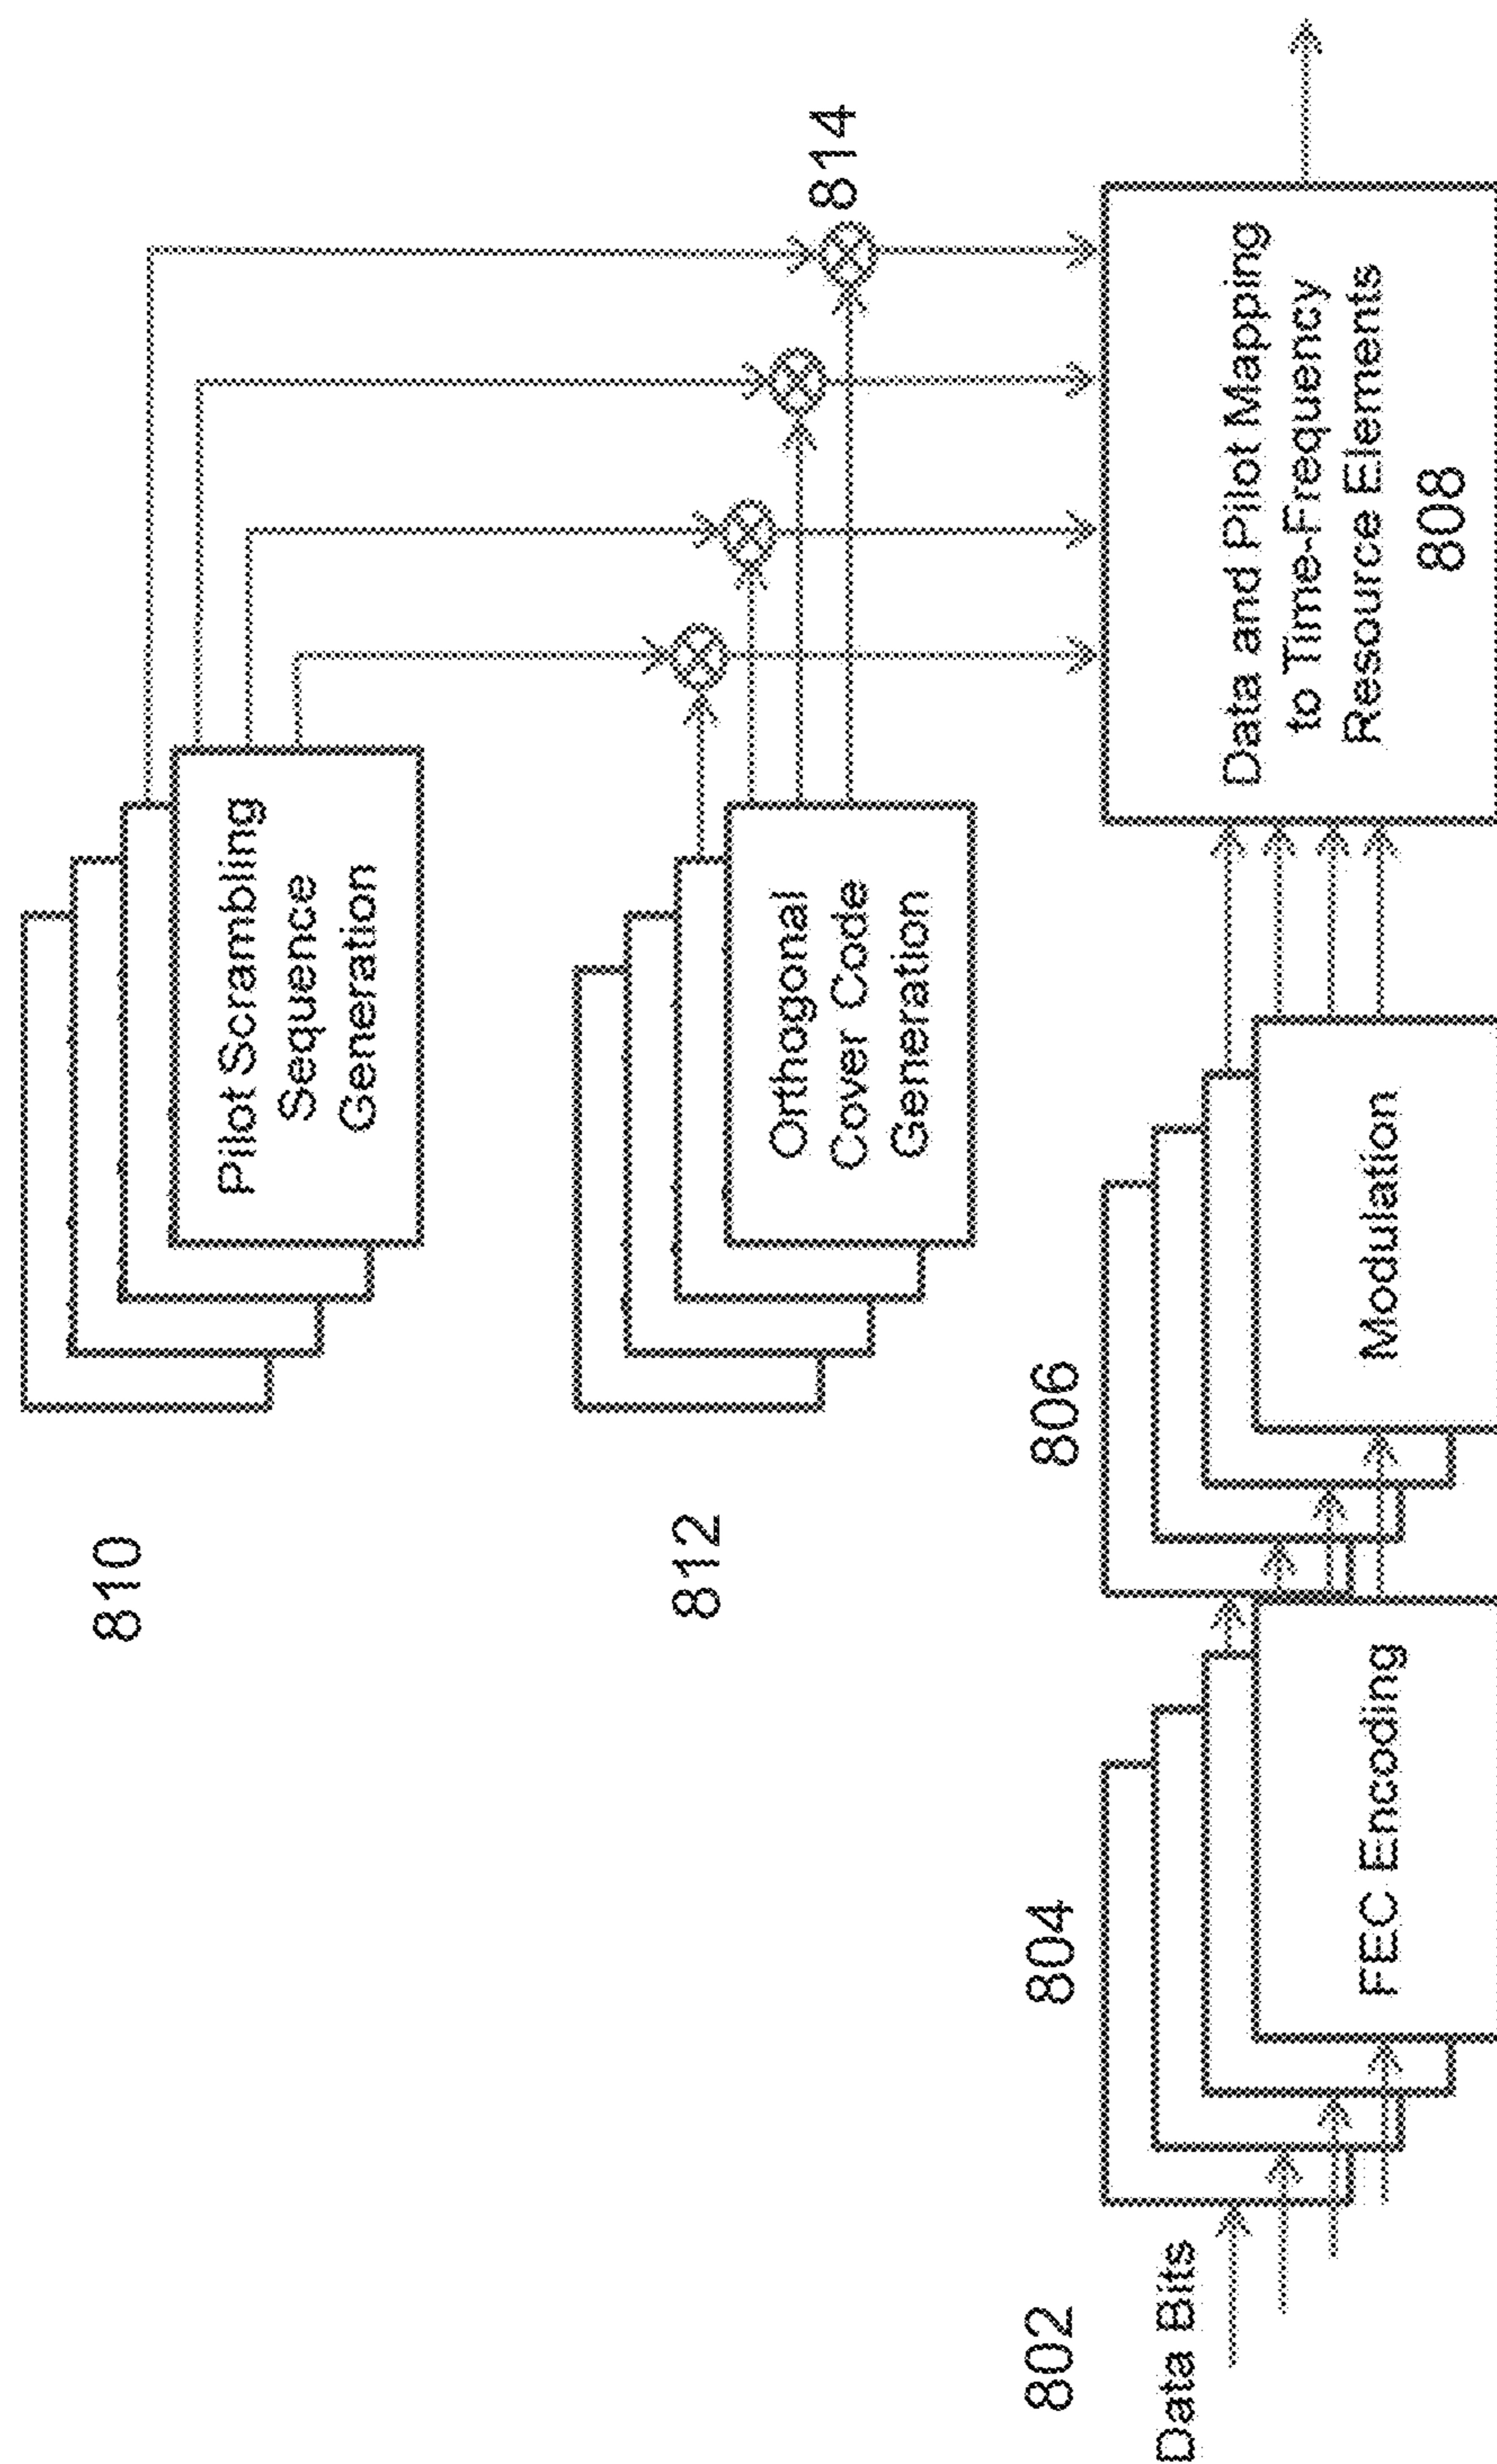 810
Pilot Scrambling
Sequence
Generation
812
Orthogonal
Cover Code
Generation
814
802
Data Bits
804
FEC Encoding
806
Modulation
Data and Pilot Mapping
to Time-Frequency
Resource Elements
808